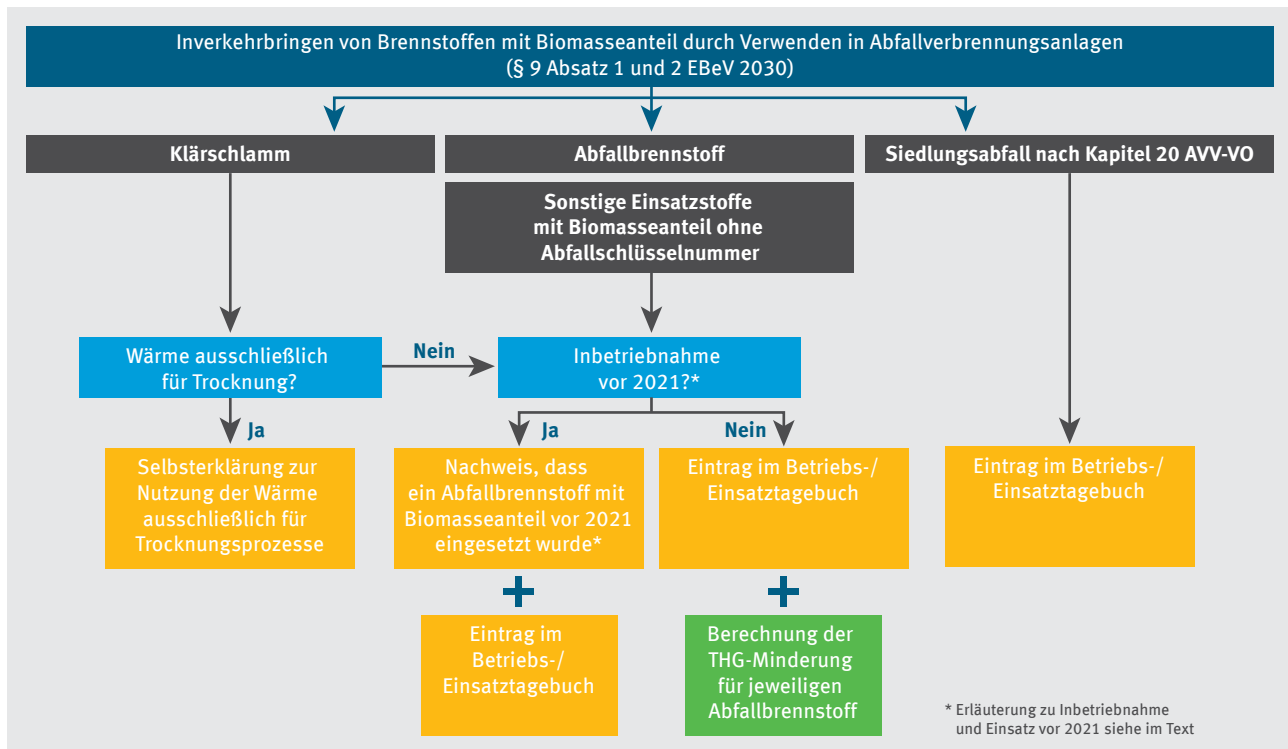 Inverkehrbringen von Brennstoffen mit Biomasseanteil durch Verwenden in Abfallverbrennungsanlagen
(§ 9 Absatz 1 und 2 EBeV 2030)
Klärschlamm
Abfallbrennstoff
Siedlungsabfall nach Kapitel 20 AVV-VO
Sonstige Einsatzstoffe
mit Biomasseanteil ohne
Abfallschlüsselnummer
Wärme ausschließlich
für Trocknung?
Nein
Inbetriebnahme
vor 2021?*
Ja
Ja
Nein
Selbsterklärung zur
Nutzung der Wärme
ausschließlich für
Trocknungsprozesse
Nachweis, dass
ein Abfallbrennstoff mit
Biomasseanteil vor 2021
eingesetzt wurde*
Eintrag im Betriebs-/
Einsatztagebuch
Eintrag im Betriebs-/
Einsatztagebuch
+
+
Eintrag im
Betriebs-/
Einsatztagebuch
Berechnung der
THG-Minderung
für jeweiligen
Abfallbrennstoff
* Erläuterung zu Inbetriebnahme
und Einsatz vor 2021 siehe im Text